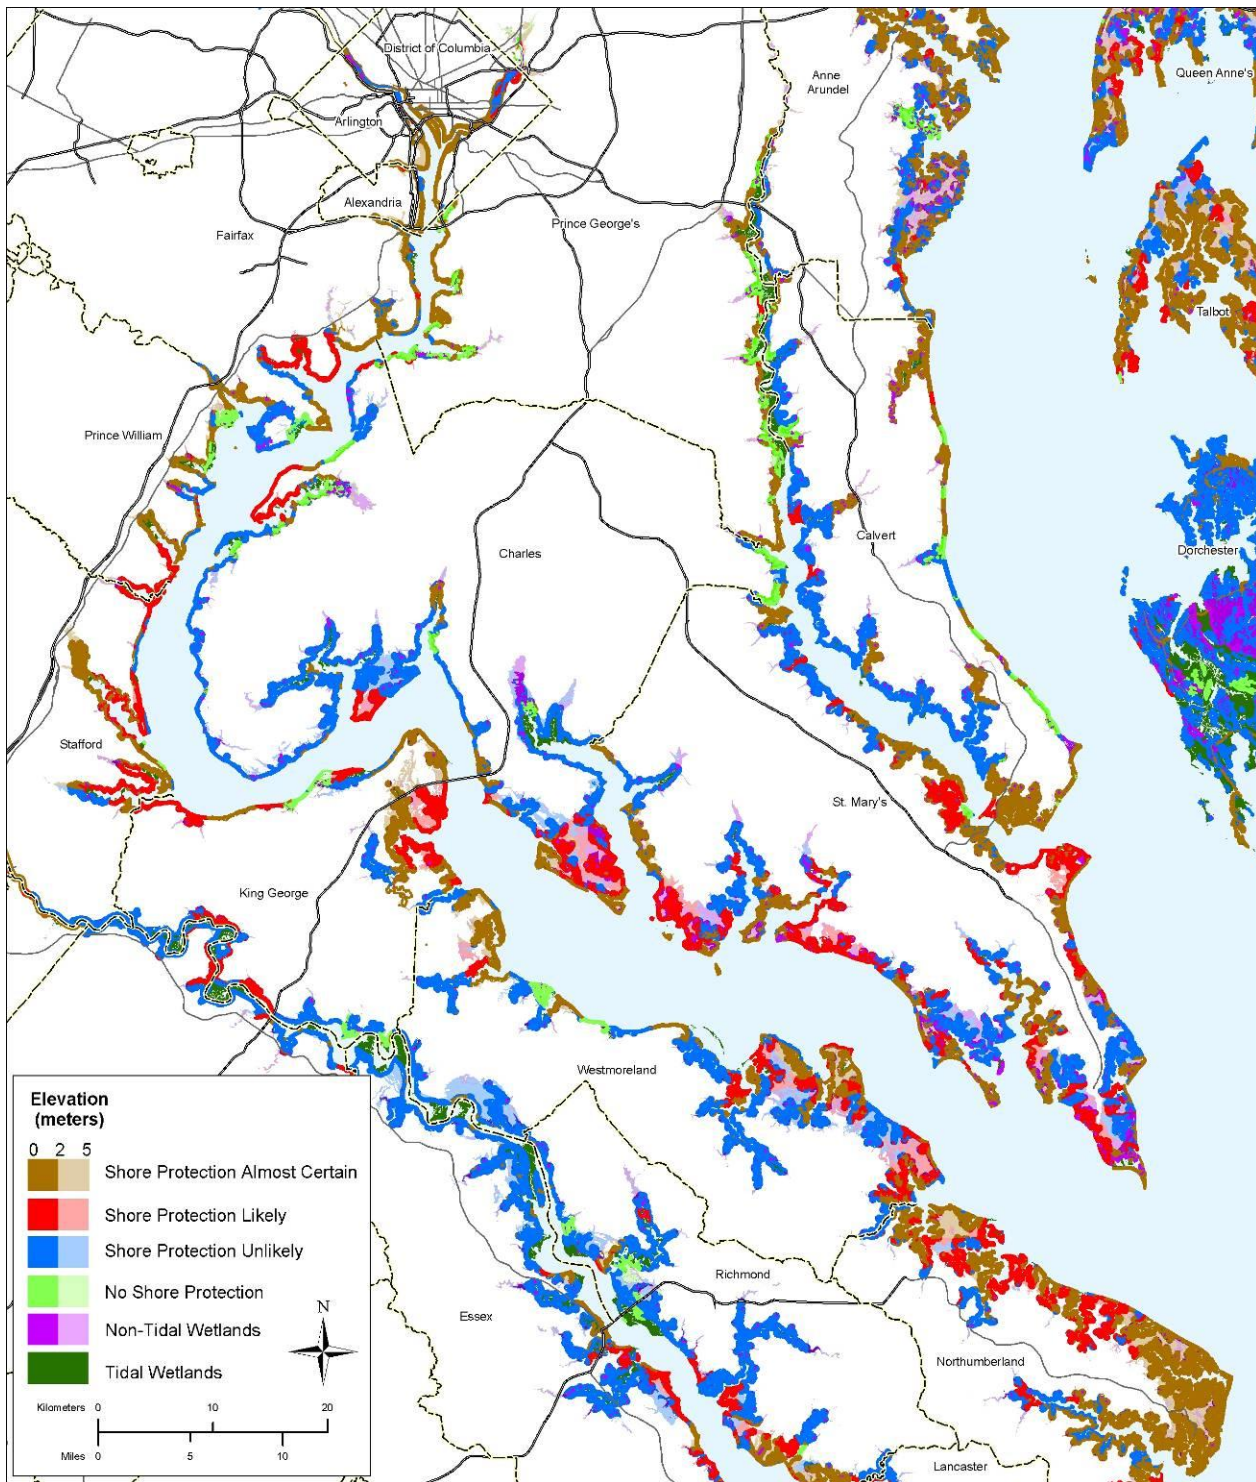 District of Columbia
Anne
Arundel
Queen Anne's
Arlington
Alexandria
Fairfax
Prince George's
Talbot
Prince William
Calvert
Charles
Dorchester
Stafford
St. Mary's
King George
Westmoreland
Richmond
Essex
Northumberland
Lancaster
Elevation
(meters)
0 2 5
Shore Protection Almost Certain
Shore Protection Likely
Shore Protection Unlikely
No Shore Protection
Non-Tidal Wetlands
Tidal Wetlands
N
Kilometers
0 10 20
Miles 0 5 10